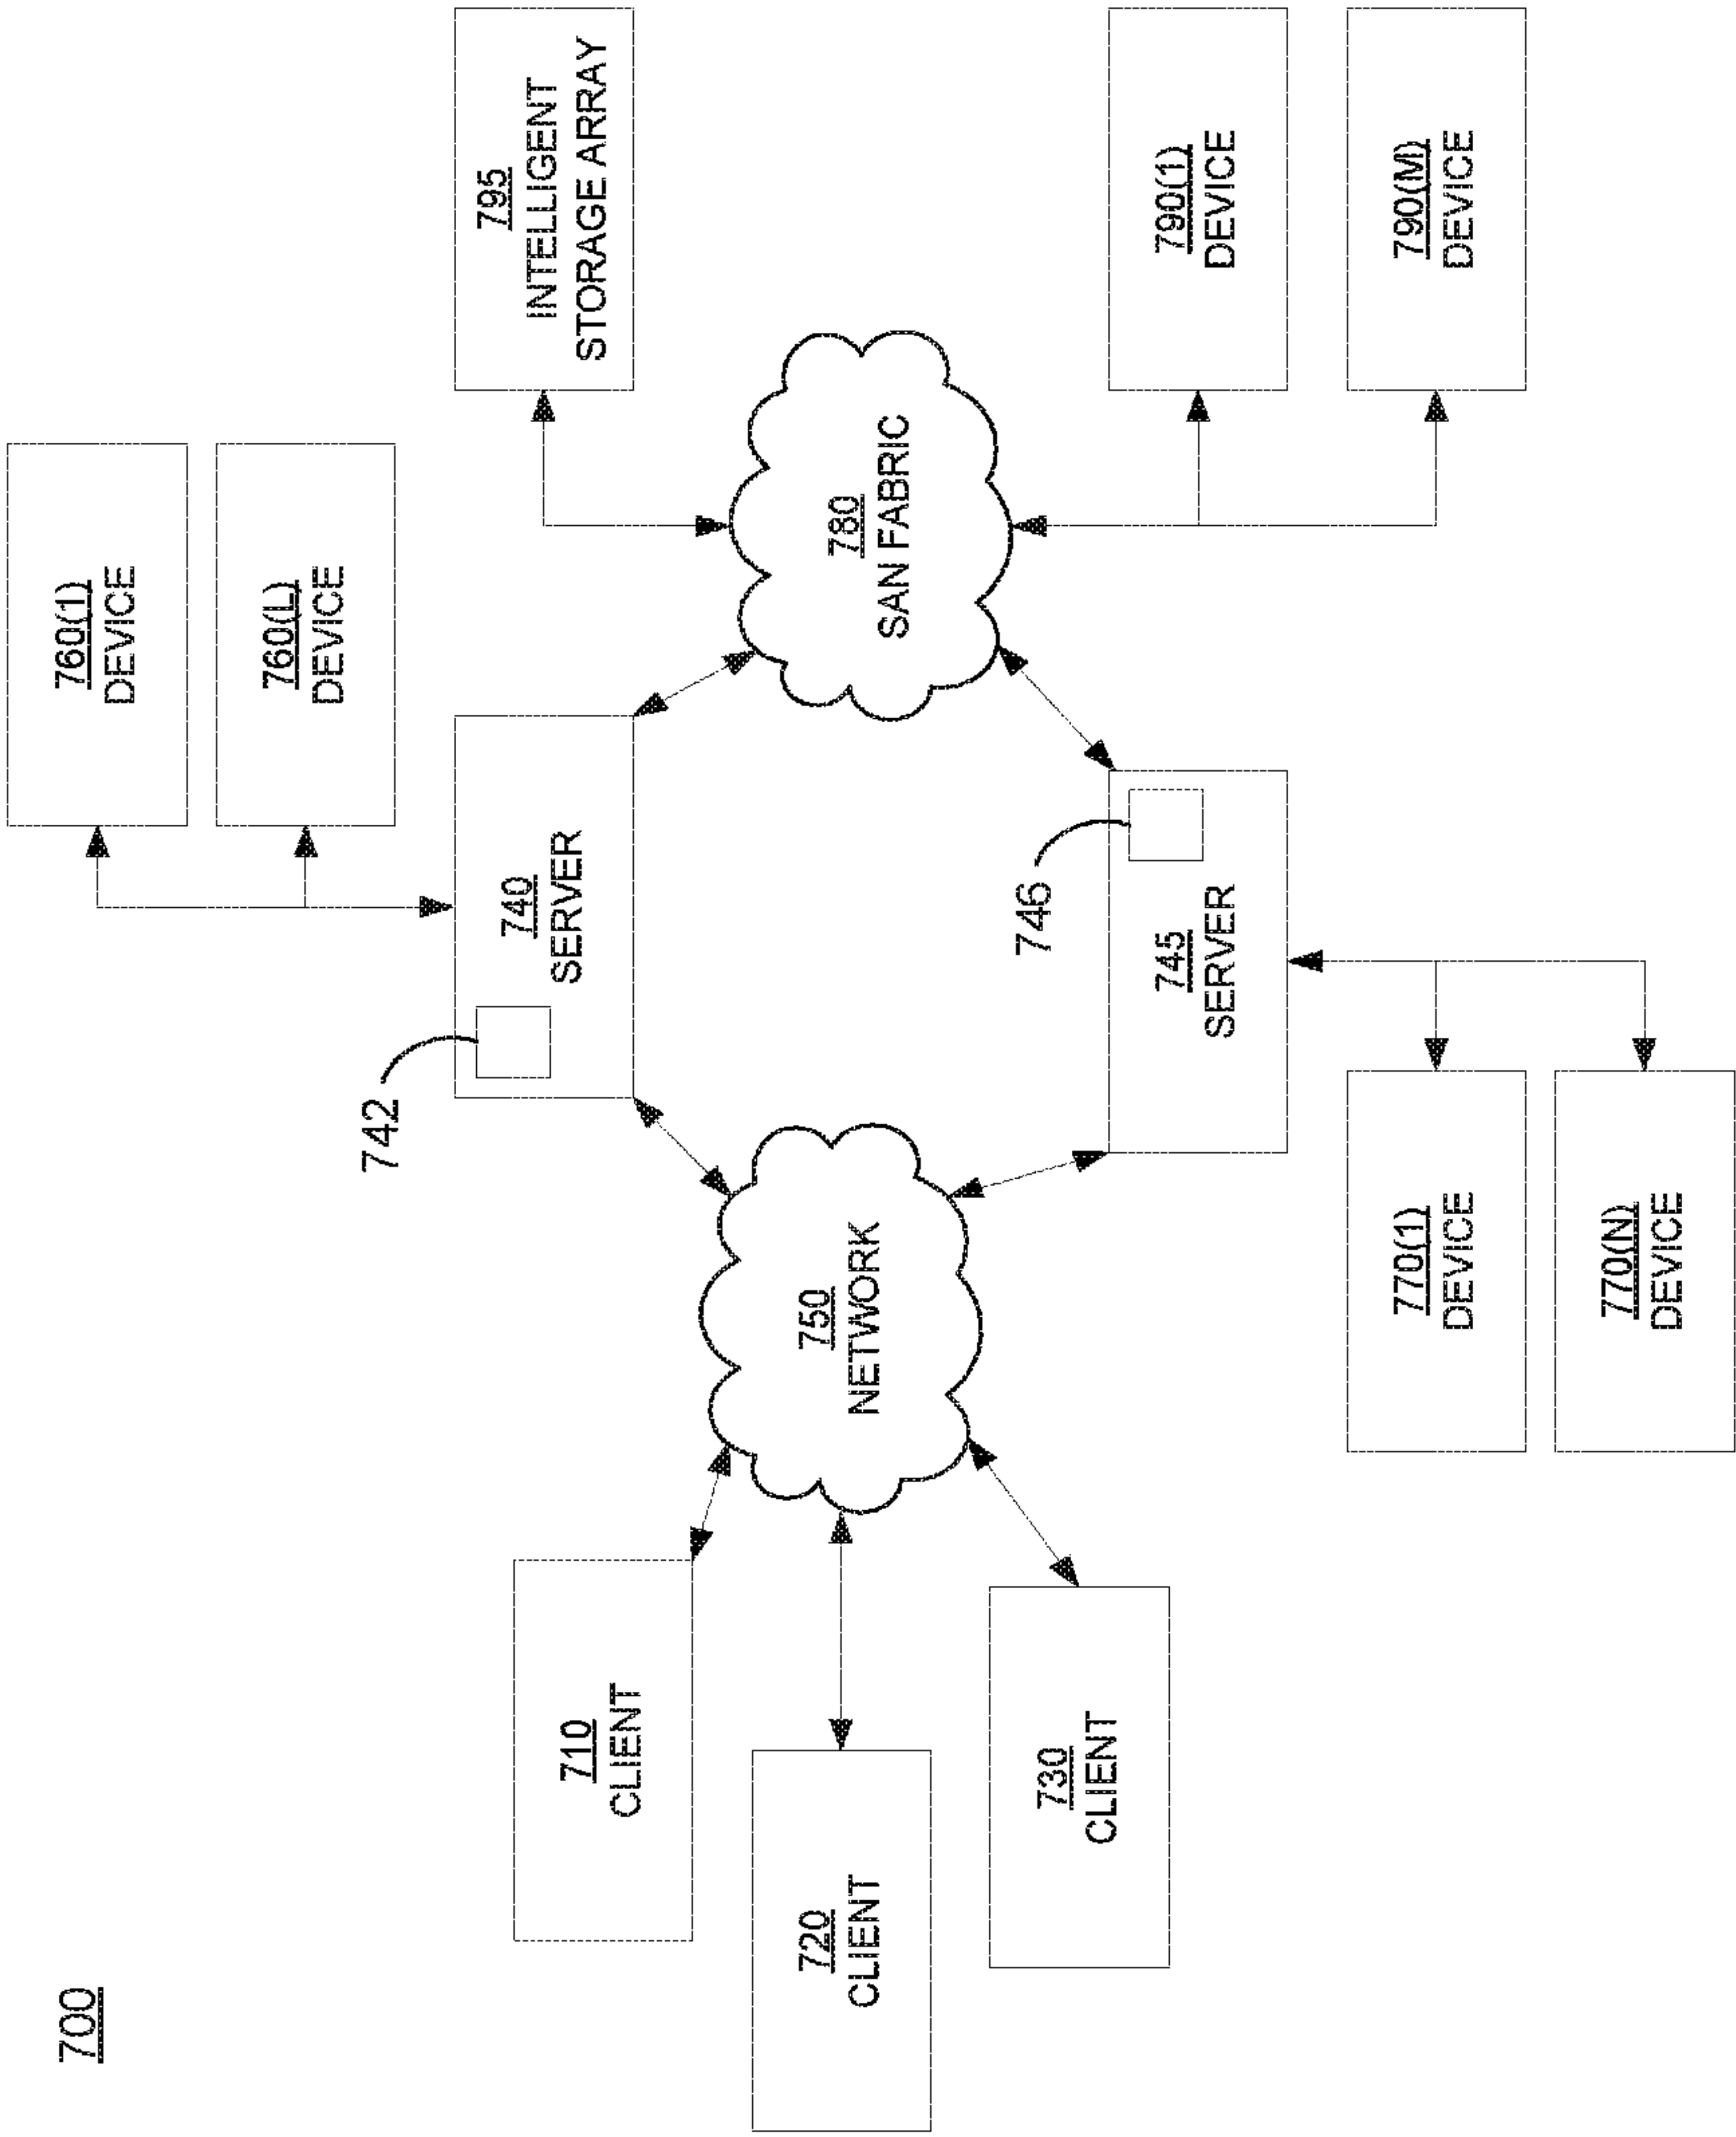 700
760(1)
DEVICE
760(L)
DEVICE
710
CLIENT
742
740
SERVER
795
INTELLIGENT
STORAGE ARRAY
720
CLIENT
750
NETWORK
780
SAN FABRIC
730
CLIENT
746
745
SERVER
790(1)
DEVICE
770(1)
DEVICE
790(M)
DEVICE
770(N)
DEVICE